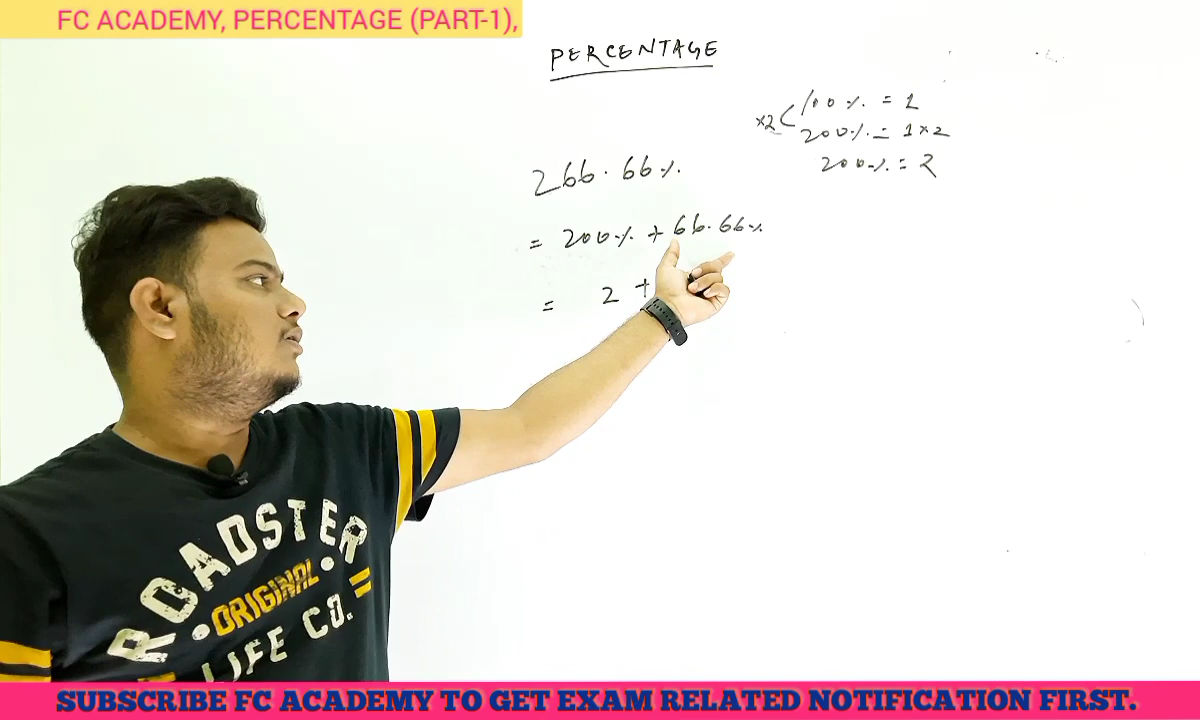 FC ACADEMY, PERCENTAGE (PART-1),
PERCENTAGE
100% = 1
×2
200% = 1×2
200% = 2
266.66%
= 200% + 66.66%
= 2 +
ROADSTER
ORIGINAL
LIFE CO.
SUBSCRIBE FC ACADEMY TO GET EXAM RELATED NOTIFICATION FIRST.